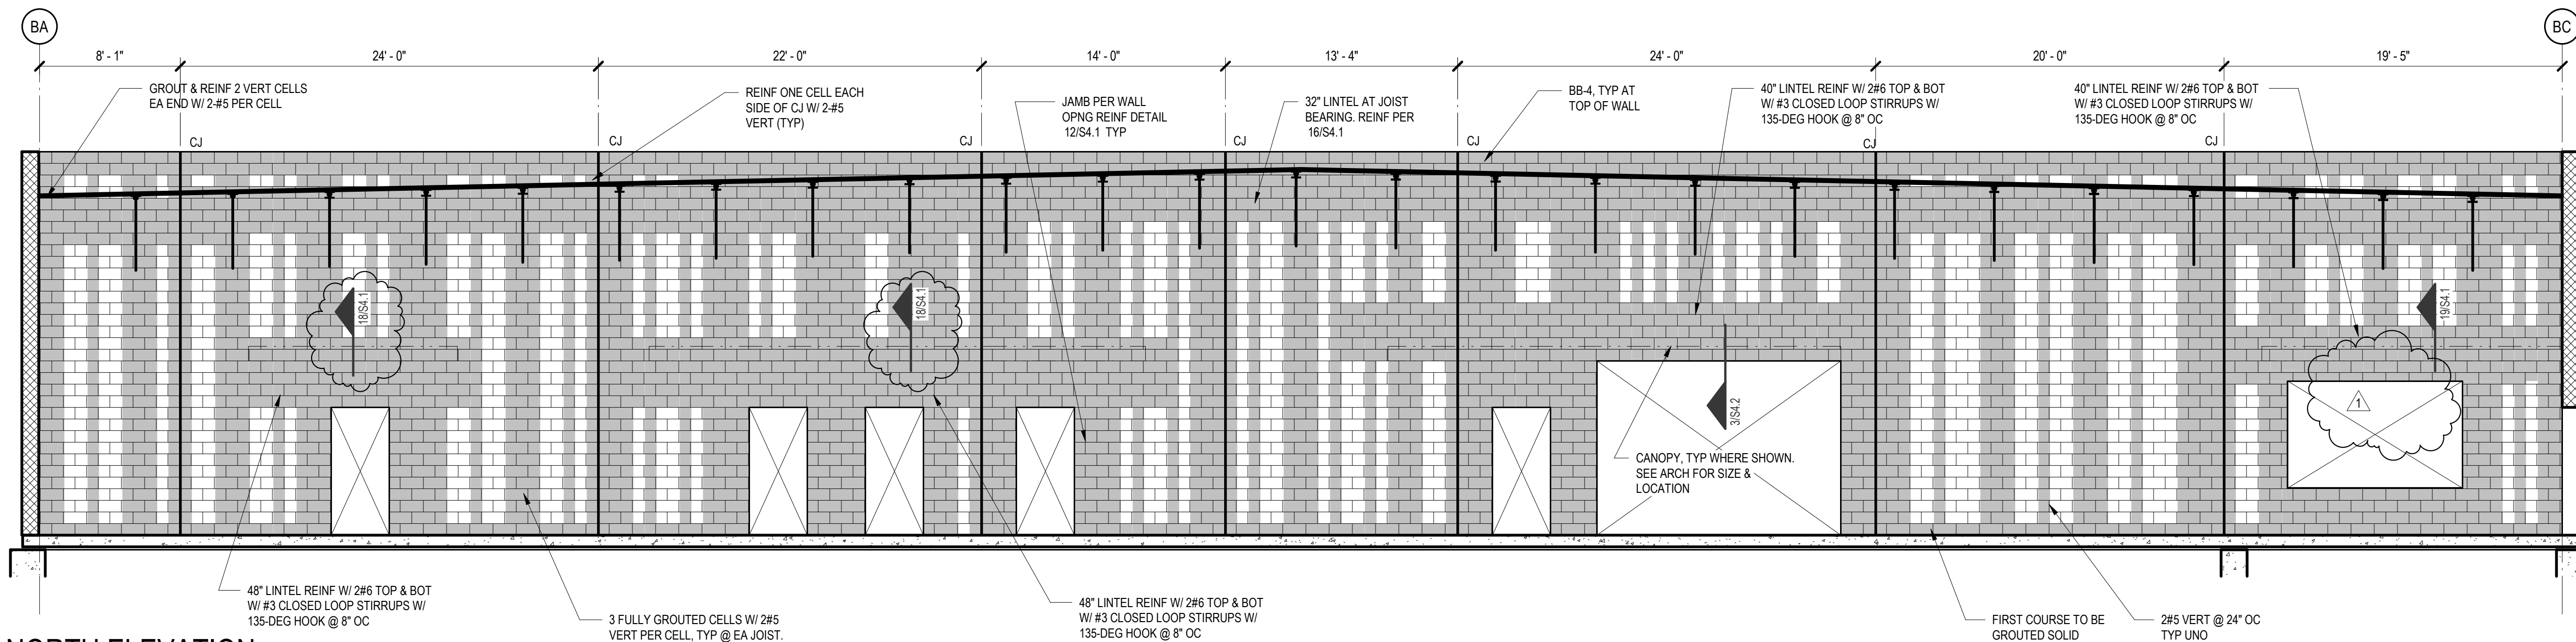 BA
BC
8' - 1"
24' - 0"
22' - 0"
14' - 0"
13' - 4"
24' - 0"
20' - 0"
19' - 5"
GROUT & REINF 2 VERT CELLS
EA END W/ 2-#5 PER CELL
REINF ONE CELL EACH
SIDE OF CJ W/ 2-#5
VERT (TYP)
JAMB PER WALL
OPNG REINF DETAIL
12/S4.1 TYP
32" LINTEL AT JOIST
BEARING. REINF PER
16/S4.1
BB-4, TYP AT
TOP OF WALL
40" LINTEL REINF W/ 2#6 TOP & BOT
W/ #3 CLOSED LOOP STIRRUPS W/
135-DEG HOOK @ 8" OC
40" LINTEL REINF W/ 2#6 TOP & BOT
W/ #3 CLOSED LOOP STIRRUPS W/
135-DEG HOOK @ 8" OC
CJ
CJ
CJ
CJ
CJ
CJ
CJ
18/S4.1
18/S4.1
19/S4.1
3/S4.2
1
CANOPY, TYP WHERE SHOWN.
SEE ARCH FOR SIZE &
LOCATION
48" LINTEL REINF W/ 2#6 TOP & BOT
W/ #3 CLOSED LOOP STIRRUPS W/
135-DEG HOOK @ 8" OC
3 FULLY GROUTED CELLS W/ 2#5
VERT PER CELL, TYP @ EA JOIST.
48" LINTEL REINF W/ 2#6 TOP & BOT
W/ #3 CLOSED LOOP STIRRUPS W/
135-DEG HOOK @ 8" OC
FIRST COURSE TO BE
GROUTED SOLID
2#5 VERT @ 24" OC
TYP UNO
NORTH ELEVATION